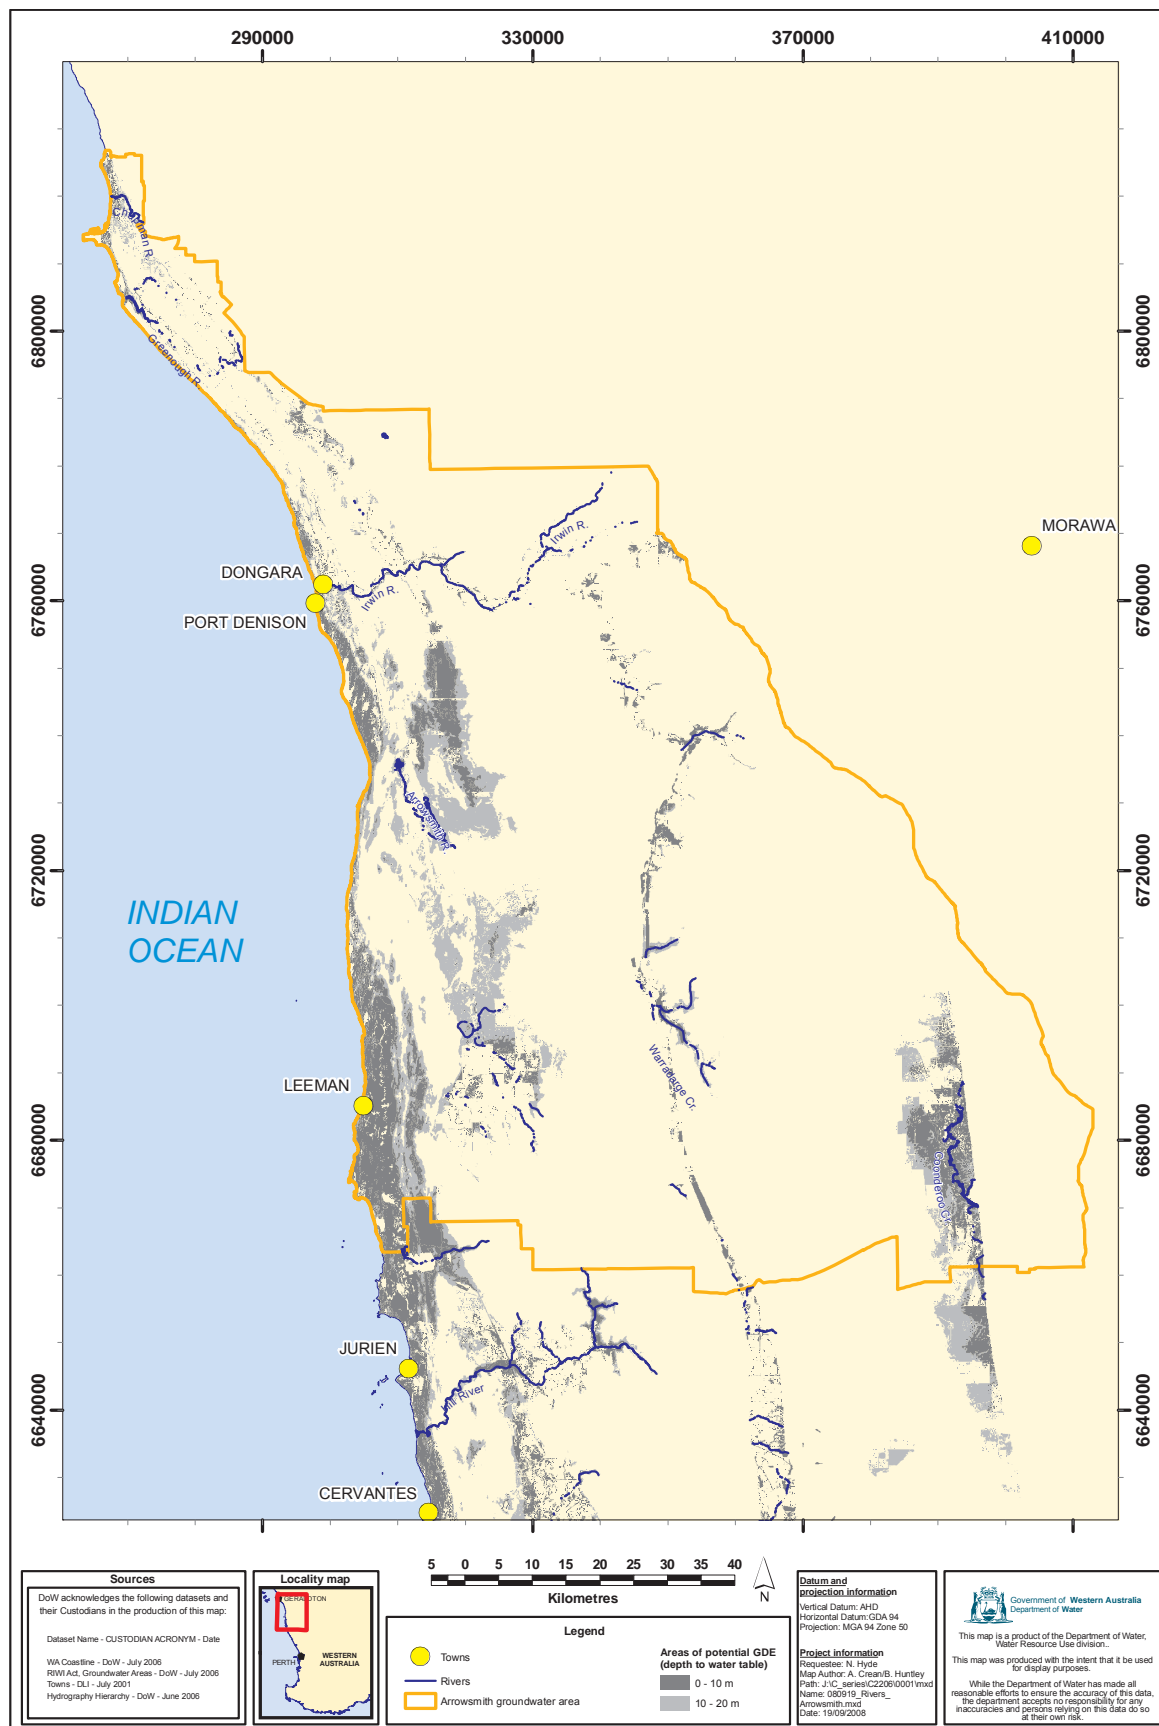 290000
330000
370000
410000
6800000
6800000
Chapman R.
Greenough R.
MORAWA
DONGARA
Irwin R.
Irwin R.
6760000
6760000
PORT DENISON
Arrowsmith R.
6720000
6720000
INDIAN
OCEAN
LEEMAN
Warradarge Cr.
6680000
6680000
Coonderoo Cr.
JURIEN
Hill River
6640000
6640000
CERVANTES
Sources
DoW acknowledges the following datasets and
their Custodians in the production of this map:
Dataset Name - CUSTODIAN ACRONYM - Date
WA Coastline - DoW - July 2006
RIWI Act, Groundwater Areas - DoW - July 2006
Towns - DLI - July 2001
Hydrography Hierarchy - DoW - June 2006
Locality map
GERALDTON
PERTH
WESTERN
AUSTRALIA
5 0 5 10 15 20 25 30 35 40
Kilometres
N
Legend
Towns
Rivers
Arrowsmith groundwater area
Areas of potential GDE
(depth to water table)
0 - 10 m
10 - 20 m
Datum and
projection information
Vertical Datum: AHD
Horizontal Datum:GDA 94
Projection: MGA 94 Zone 50
Project information
Requestee: N. Hyde
Map Author: A. Crean/B. Huntley
Path: J:\C_series\C2206\0001\mxd
Name: 080919_Rivers_
Arrowsmith.mxd
Date: 19/09/2008
Government of Western Australia
Department of Water
This map is a product of the Department of Water,
Water Resource Use division..
This map was produced with the intent that it be used
for display purposes.
While the Department of Water has made all
reasonable efforts to ensure the accuracy of this data,
the department accepts no responsibility for any
inaccuracies and persons relying on this data do so
at their own risk.